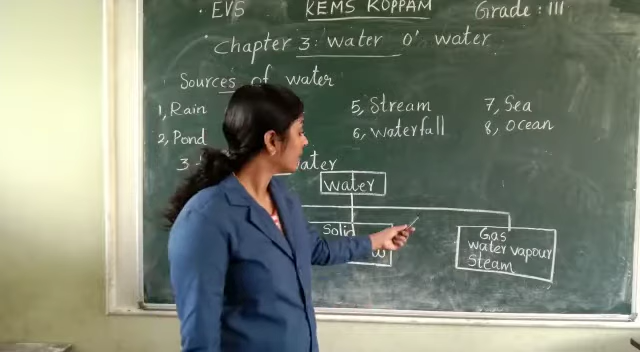 EVS KEMS KOPPAM Grade: III
Chapter 3: Water O' water
Sources of water
1, Rain 5, Stream 7, Sea
2, Pond 6, Waterfall 8, Ocean
3
water
Solid Gas
water vapour
Steam